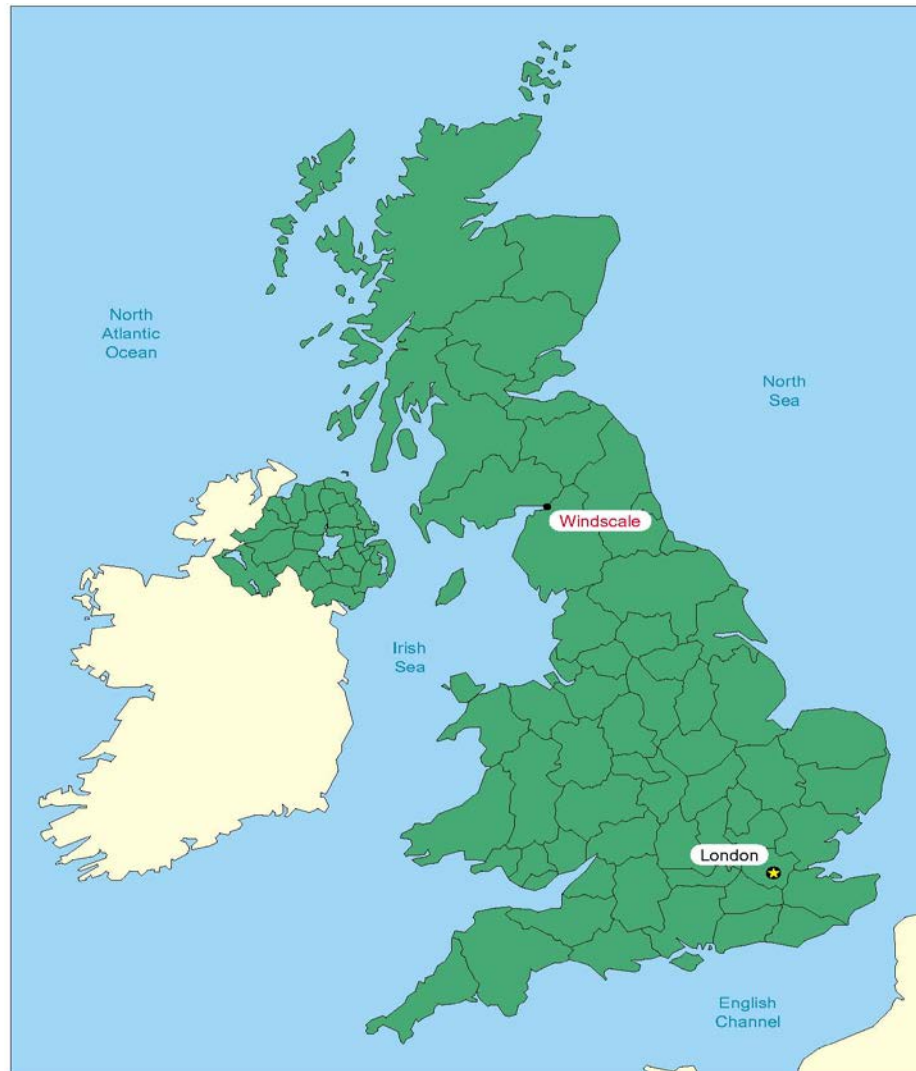 North
Atlantic
Ocean
North
Sea
Windscale
Irish
Sea
London
English
Channel